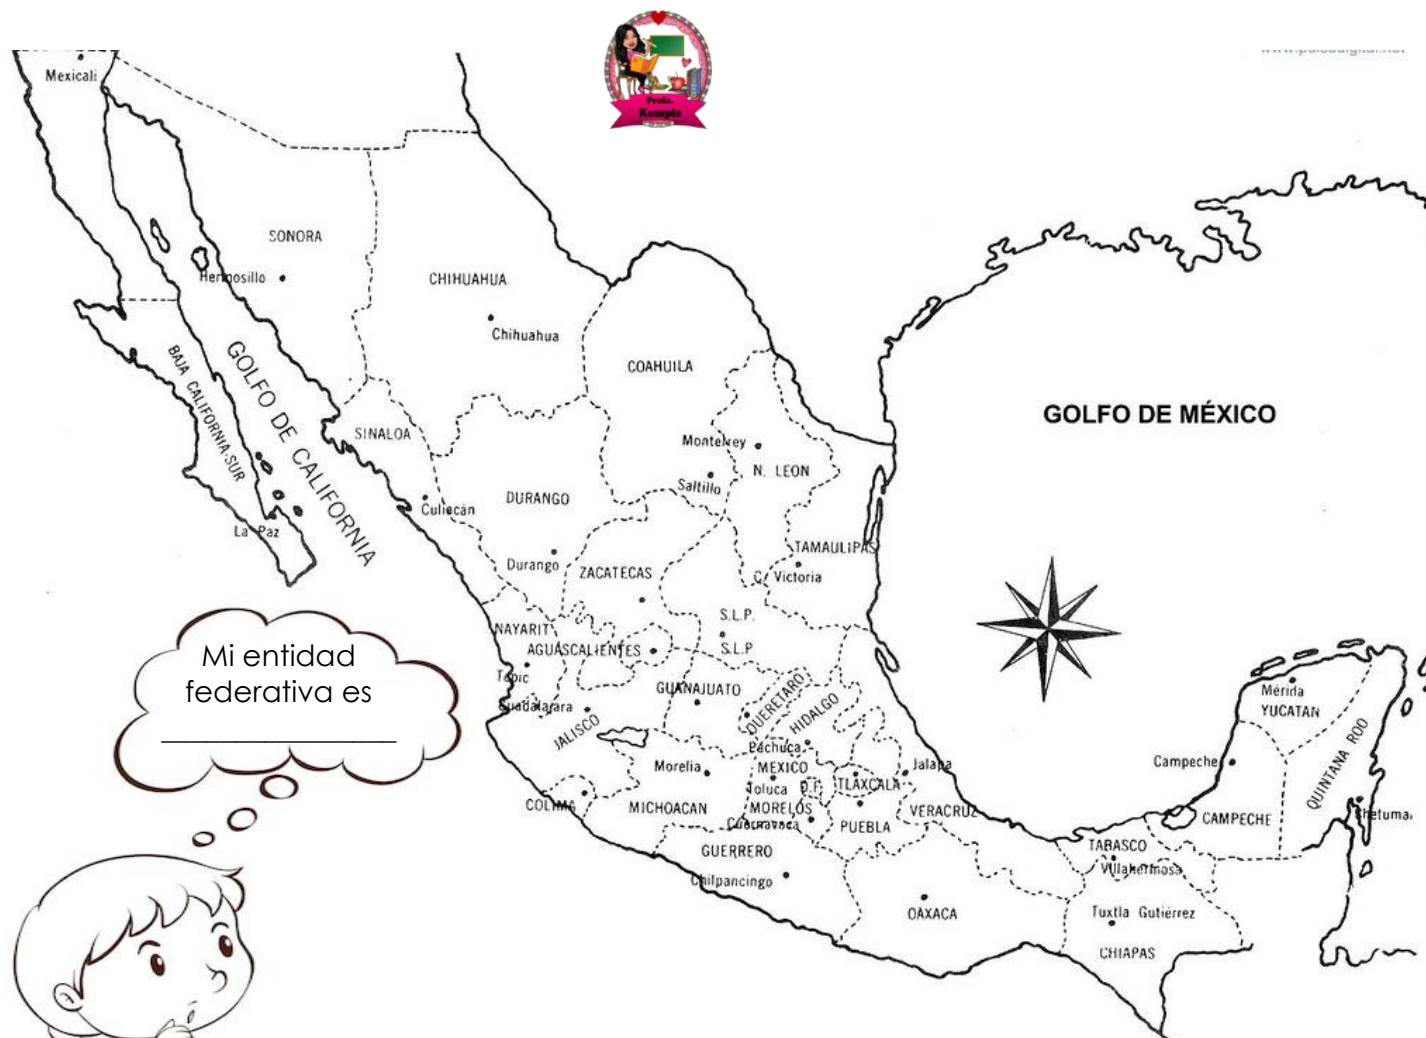 Profa.
Kompis
Mexicali
SONORA
Hermosillo
CHIHUAHUA
Chihuahua
COAHUILA
BAJA CALIFORNIA SUR
GOLFO DE CALIFORNIA
GOLFO DE MÉXICO
SINALOA
Monterrey
N. LEON
Saltillo
DURANGO
Culiacán
La Paz
TAMAULIPAS
Durango
ZACATECAS
C. Victoria
S.L.P.
NAYARIT
AGUASCALIENTES
S.L.P.
Mi entidad
federativa es
Tepic
GUANAJUATO
QUERETARO
HIDALGO
Mérida
YUCATAN
Guadalajara
JALISCO
Pachuca
QUINTANA ROO
Morelia
MEXICO
Jalapa
Campeche
Toluca
D.F.
TLAXCALA
COLIMA
MICHOACAN
MORELOS
VERACRUZ
Cuernavaca
PUEBLA
CAMPECHE
Chetumal
GUERRERO
TABASCO
Villahermosa
Chilpancingo
OAXACA
Tuxtla Gutiérrez
CHIAPAS